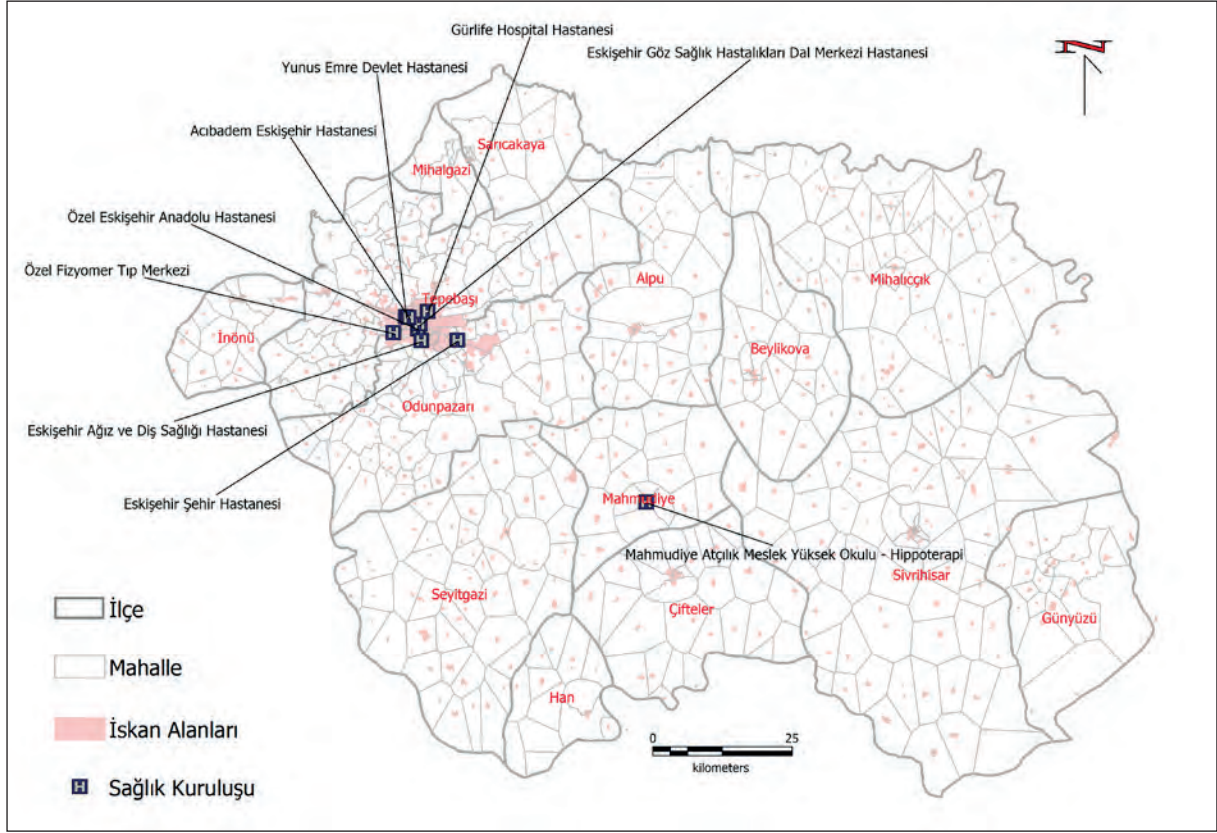 Gürlife Hospital Hastanesi
Eskişehir Göz Sağlık Hastalıkları Dal Merkezi Hastanesi
Yunus Emre Devlet Hastanesi
N
Acıbadem Eskişehir Hastanesi
Sarıcakaya
Mihalgazi
Özel Eskişehir Anadolu Hastanesi
Özel Fizyomer Tıp Merkezi
Alpu
Mihalıççık
Tepebaşı
H
H
H
H
H
H
İnönü
Beylikova
Odunpazarı
Eskişehir Ağız ve Diş Sağlığı Hastanesi
Eskişehir Şehir Hastanesi
Mahmudiye
H
Mahmudiye Atçılık Meslek Yüksek Okulu - Hippoterapi
Sivrihisar
Seyitgazi
Çifteler
Günyüzü
Han
İlçe
Mahalle
İskan Alanları
H Sağlık Kuruluşu
0 25
kilometers